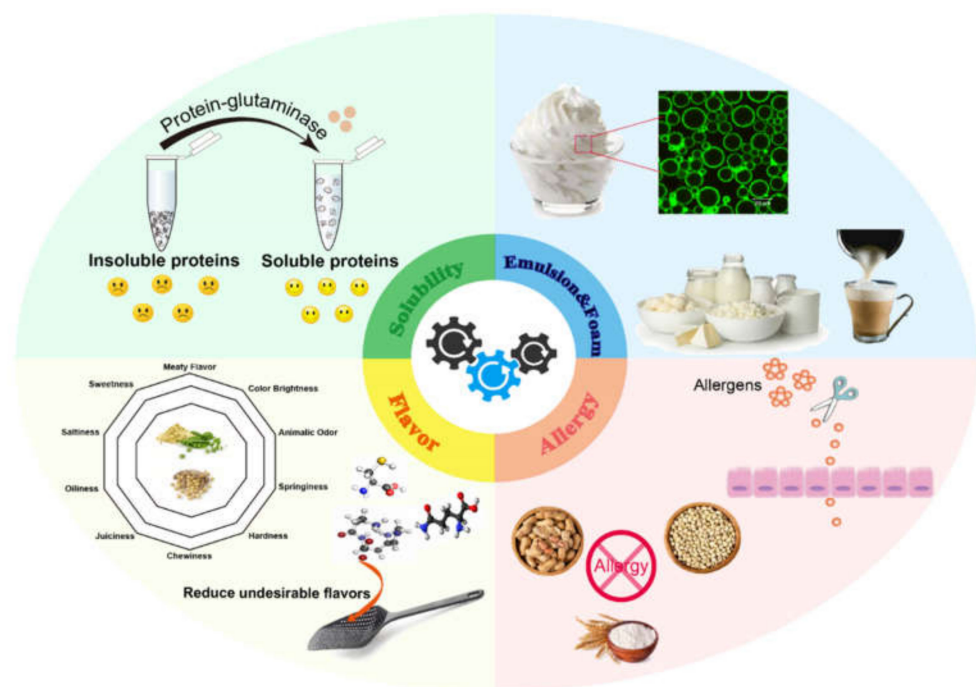 Protein-glutaminase
Insoluble proteins
Soluble proteins
Solubility
Emulsion&Foam
Flavor
Allergy
Meaty Flavor
Sweetness
Color Brightness
Saltiness
Animalic Odor
Oiliness
Springiness
Juiciness
Hardness
Chewiness
Reduce undesirable flavors
Allergens
Allergy